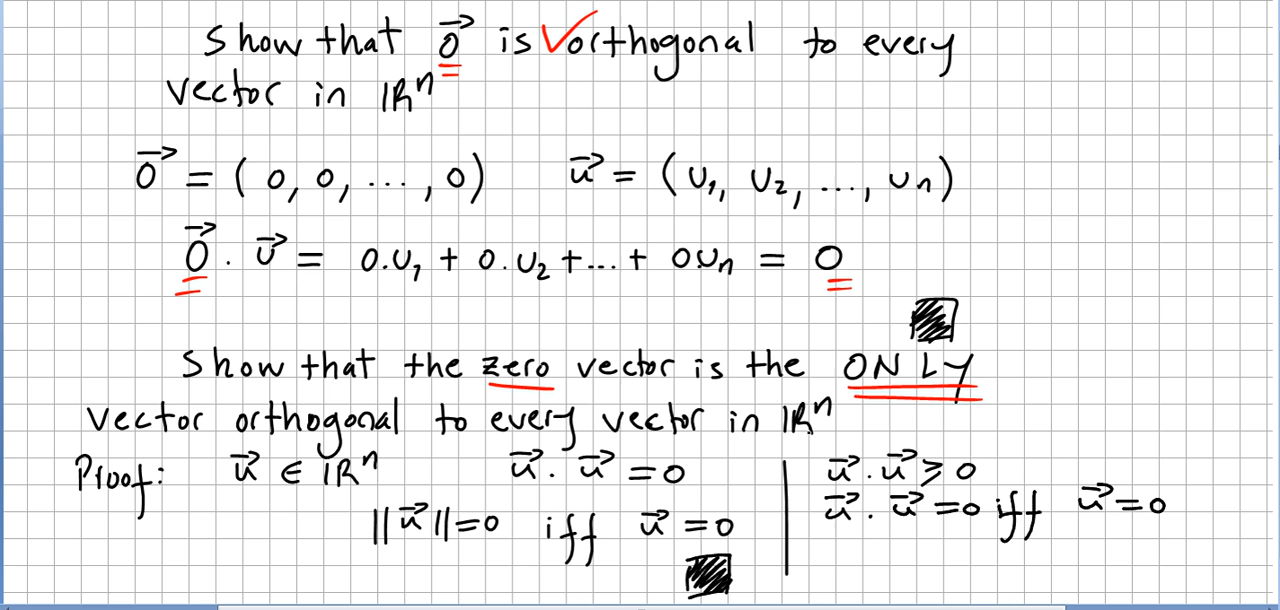 Show that 0⃗ is ✓orthogonal to every
vector in ℝⁿ
0⃗ = (0, 0, ..., 0) u⃗ = (u₁, u₂, ..., uₙ)
0⃗ · u⃗ = 0.u₁ + 0.u₂ + ... + 0.uₙ = 0
Show that the zero vector is the ONLY
vector orthogonal to every vector in ℝⁿ
Proof: u⃗ ∈ ℝⁿ u⃗ · u⃗ = 0 | u⃗ · u⃗ ⩾ 0
||u⃗|| = 0 iff u⃗ = 0 | u⃗ · u⃗ = 0 iff u⃗ = 0